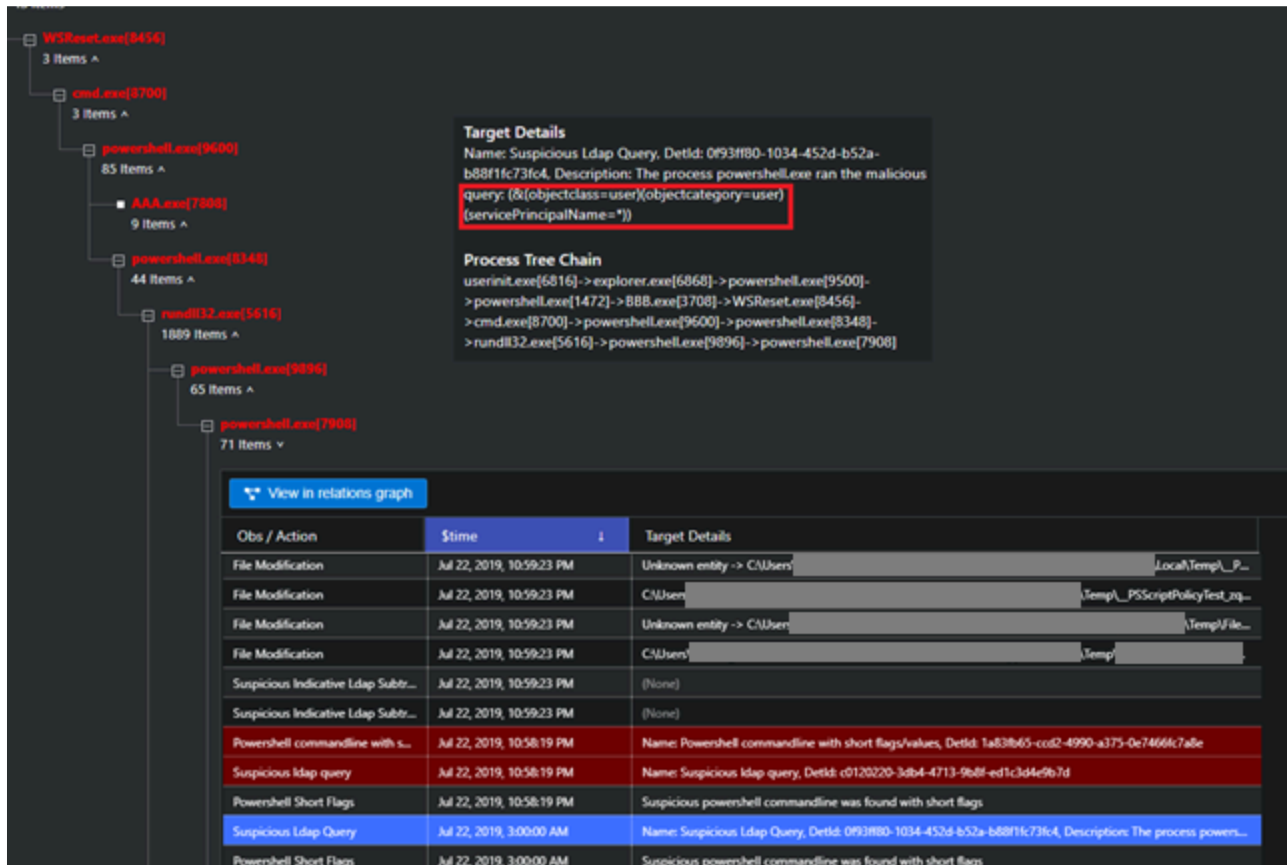 WSReset.exe[8456]
3 Items ^
cmd.exe[8700]
3 Items ^
powershell.exe[9600]
85 Items ^
AAA.exe[7808]
9 Items ^
powershell.exe[8348]
44 Items ^
rundll32.exe[5616]
1889 Items ^
powershell.exe[9896]
65 Items ^
powershell.exe[7908]
71 Items v
Target Details
Name: Suspicious Ldap Query, DetId: 0f93ff80-1034-452d-b52a-
b88f1fc73fc4, Description: The process powershell.exe ran the malicious
query: (&(objectclass=user)(objectcategory=user)
(servicePrincipalName=*))
Process Tree Chain
userinit.exe[6816]->explorer.exe[6868]->powershell.exe[9500]-
>powershell.exe[1472]->BBB.exe[3708]->WSReset.exe[8456]-
>cmd.exe[8700]->powershell.exe[9600]->powershell.exe[8348]-
>rundll32.exe[5616]->powershell.exe[9896]->powershell.exe[7908]
View in relations graph
Obs / Action $time ↓ Target Details
File Modification Jul 22, 2019, 10:59:23 PM Unknown entity -> C:\Users\ .Local\Temp\__P...
File Modification Jul 22, 2019, 10:59:23 PM C:\Users \Temp\__PSScriptPolicyTest_zq...
File Modification Jul 22, 2019, 10:59:23 PM Unknown entity -> C:\Users \Temp\File...
File Modification Jul 22, 2019, 10:59:23 PM C:\Users\ \Temp\
Suspicious Indicative Ldap Subtr... Jul 22, 2019, 10:59:23 PM (None)
Suspicious Indicative Ldap Subtr... Jul 22, 2019, 10:59:23 PM (None)
Powershell commandline with s... Jul 22, 2019, 10:58:19 PM Name: Powershell commandline with short flags/values, DetId: 1a83fb65-ccd2-4990-a375-0e7466fc7a8e
Suspicious ldap query Jul 22, 2019, 10:58:19 PM Name: Suspicious ldap query, DetId: c0120220-3db4-4713-9b8f-ed1c3d4e9b7d
Powershell Short Flags Jul 22, 2019, 10:58:19 PM Suspicious powershell commandline was found with short flags
Suspicious Ldap Query Jul 22, 2019, 3:00:00 AM Name: Suspicious Ldap Query, DetId: 0f93ff80-1034-452d-b52a-b88f1fc73fc4, Description: The process powers...
Powershell Short Flags Jul 22, 2019, 3:00:00 AM Suspicious powershell commandline was found with short flags